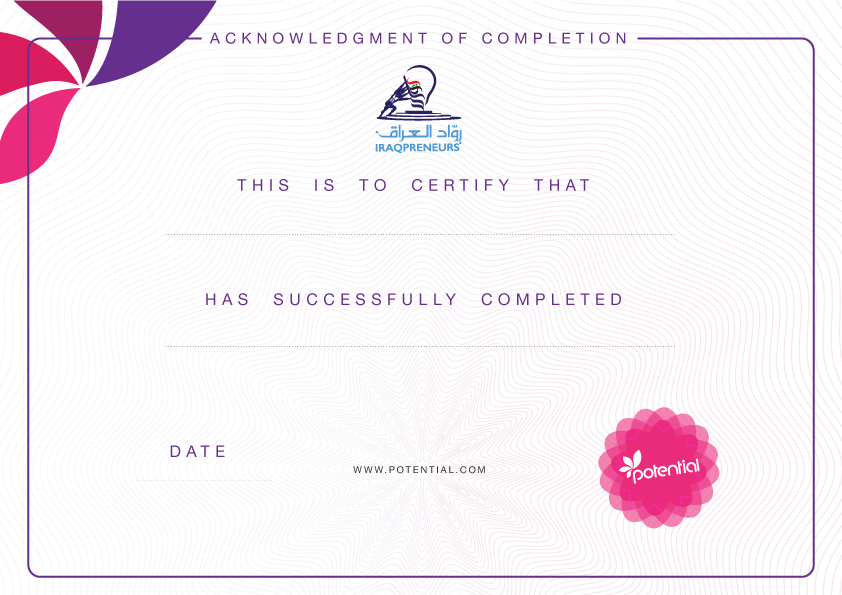 ACKNOWLEDGMENT OF COMPLETION
روّاد العراق
IRAQPRENEURS
THIS IS TO CERTIFY THAT
HAS SUCCESSFULLY COMPLETED
DATE
WWW.POTENTIAL.COM
potential